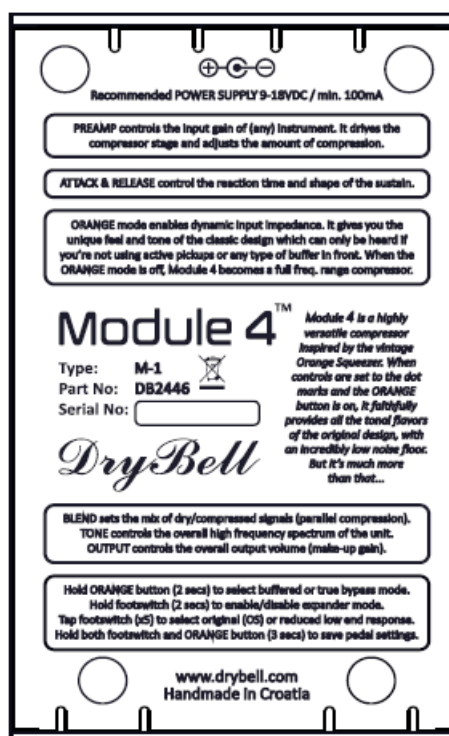 Recommended POWER SUPPLY 9-18VDC / min. 100mA
PREAMP controls the input gain of (any) instrument. It drives the
compressor stage and adjusts the amount of compression.
ATTACK & RELEASE control the reaction time and shape of the sustain.
ORANGE mode enables dynamic input impedance. It gives you the
unique feel and tone of the classic design which can only be heard if
you're not using active pickups or any type of buffer in front. When the
ORANGE mode is off, Module 4 becomes a full freq. range compressor.
Module 4™
Type: M-1
Part No: DB2446
Serial No:
DryBell
Module 4 is a highly
versatile compressor
inspired by the vintage
Orange Squeezer. When
controls are set to the dot
marks and the ORANGE
button is on, it faithfully
provides all the tonal flavors
of the original design, with
an incredibly low noise floor.
But it's much more
than that...
BLEND sets the mix of dry/compressed signals (parallel compression).
TONE controls the overall high frequency spectrum of the unit.
OUTPUT controls the overall output volume (make-up gain).
Hold ORANGE button (2 secs) to select buffered or true bypass mode.
Hold footswitch (2 secs) to enable/disable expander mode.
Tap footswitch (x5) to select original (OS) or reduced low end response.
Hold both footswitch and ORANGE button (3 secs) to save pedal settings.
www.drybell.com
Handmade in Croatia